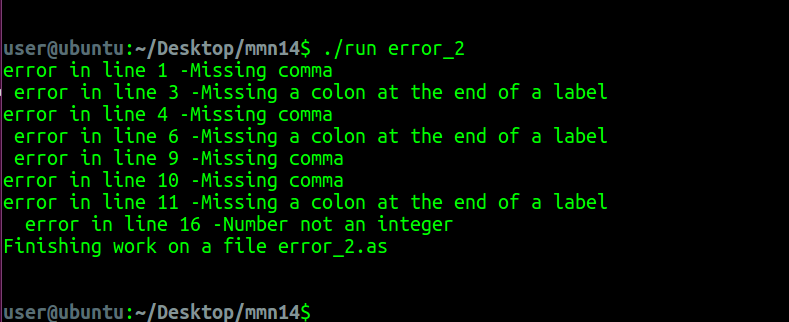 user@ubuntu:~/Desktop/mmn14$ ./run error_2
error in line 1 -Missing comma
 error in line 3 -Missing a colon at the end of a label
error in line 4 -Missing comma
 error in line 6 -Missing a colon at the end of a label
 error in line 9 -Missing comma
error in line 10 -Missing comma
error in line 11 -Missing a colon at the end of a label
  error in line 16 -Number not an integer
Finishing work on a file error_2.as
user@ubuntu:~/Desktop/mmn14$